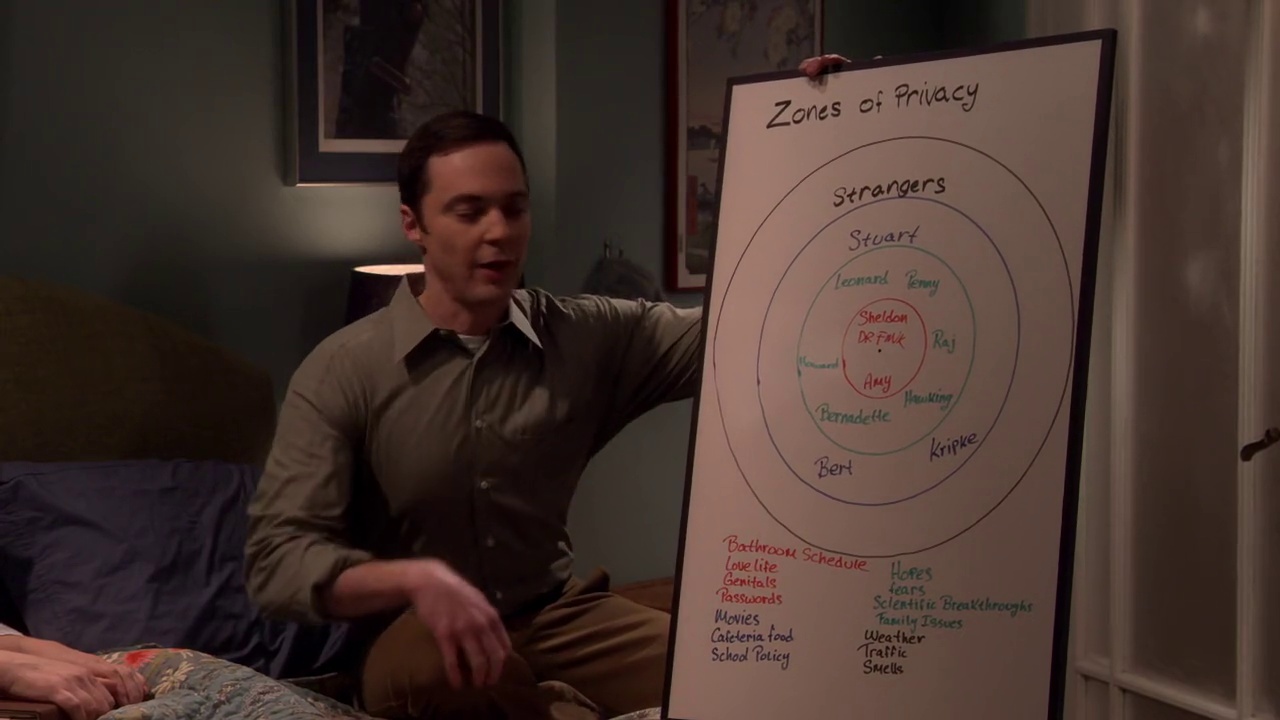 Zones of Privacy
Strangers
Stuart
Leonard Penny
Sheldon
DR.FMVK
Raj
Howard
Amy
Hawking
Bernadette
Kripke
Bert
Bathroom Schedule
Love life
Genitals
Passwords
Movies
Cafeteria food
School Policy
Hopes
fears
Scientific Breakthroughs
Family Issues
Weather
Traffic
Smells